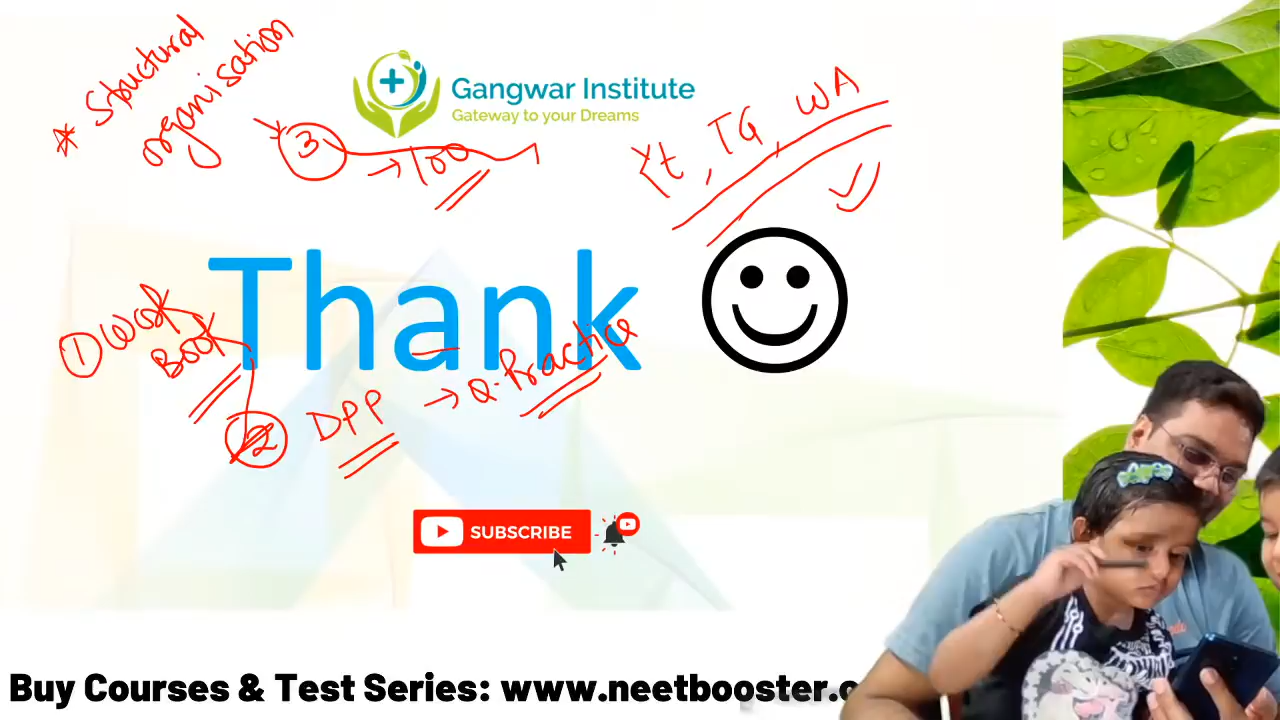 * Structural
organisation
Gangwar Institute
Gateway to your Dreams
3 → 100
Yt, TG, WA
Thank
① Work
Book
② DPP → Q. Practice
SUBSCRIBE
Buy Courses & Test Series: www.neetbooster.c